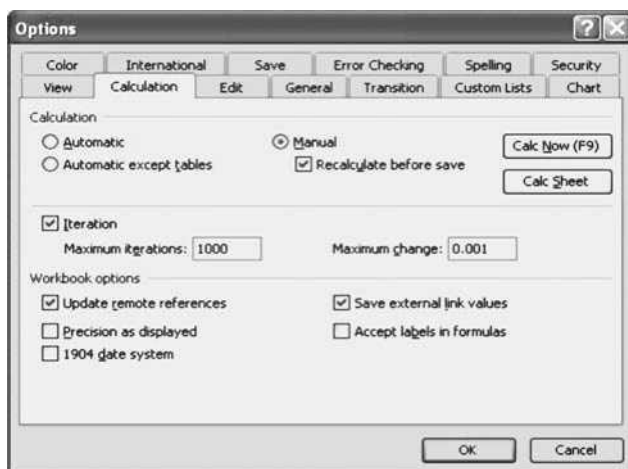 Options
Color International Save Error Checking Spelling Security
View Calculation Edit General Transition Custom Lists Chart
Calculation
Automatic Manual Calc Now (F9)
Automatic except tables Recalculate before save
Calc Sheet
Iteration
Maximum iterations: 1000 Maximum change: 0.001
Workbook options
Update remote references Save external link values
Precision as displayed Accept labels in formulas
1904 date system
OK Cancel